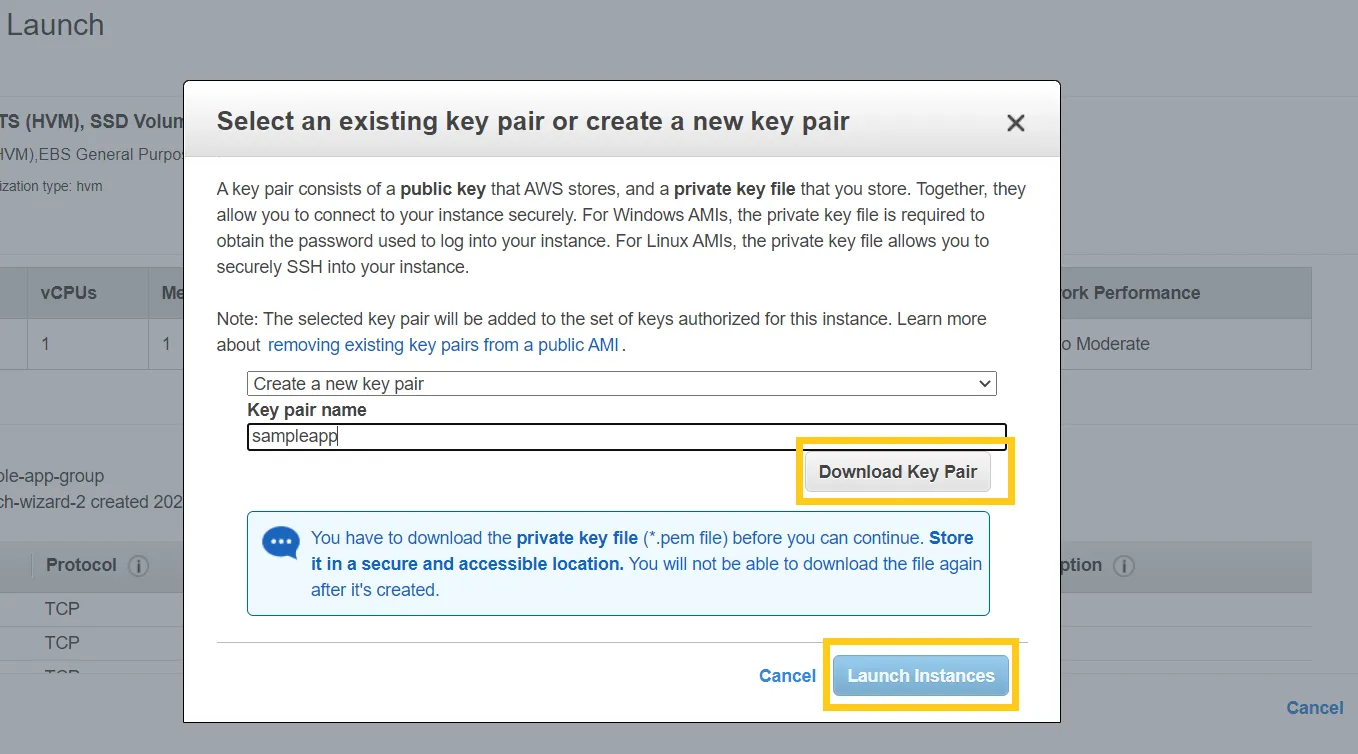 Launch
TS (HVM), SSD Volum
HVM),EBS General Purpos
ization type: hvm
Select an existing key pair or create a new key pair
A key pair consists of a public key that AWS stores, and a private key file that you store. Together, they
allow you to connect to your instance securely. For Windows AMIs, the private key file is required to
obtain the password used to log into your instance. For Linux AMIs, the private key file allows you to
securely SSH into your instance.
Note: The selected key pair will be added to the set of keys authorized for this instance. Learn more
about removing existing key pairs from a public AMI.
vCPUs Me
ork Performance
1 1
o Moderate
Create a new key pair
Key pair name
sampleapp
Download Key Pair
ple-app-group
ch-wizard-2 created 202
You have to download the private key file (*.pem file) before you can continue. Store
it in a secure and accessible location. You will not be able to download the file again
after it's created.
Protocol i
ption i
TCP
TCP
Cancel Launch Instances
Cancel